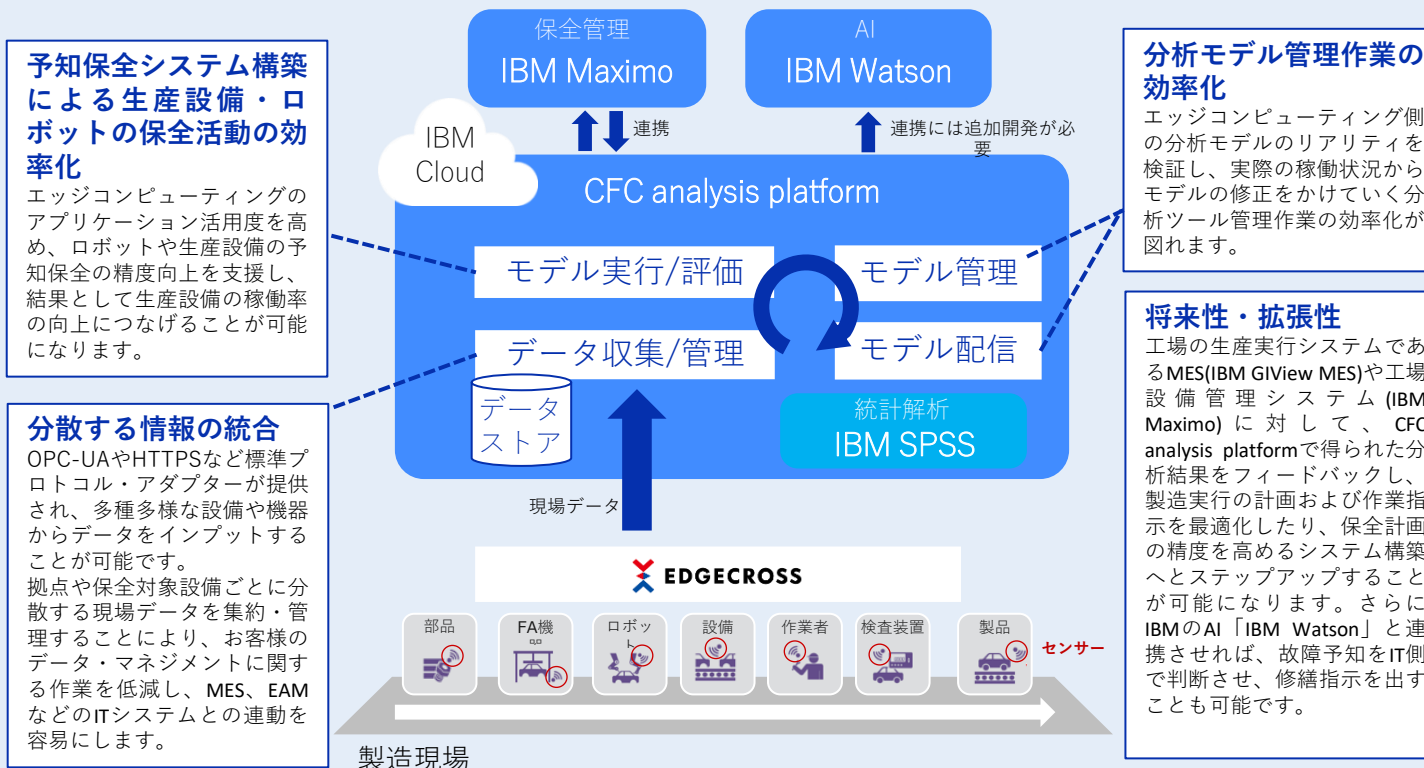 予知保全システム構築
による生産設備・ロ
ボットの保全活動の効
率化
エッジコンピューティングの
アプリケーション活用度を高
め、ロボットや生産設備の予
知保全の精度向上を支援し、
結果として生産設備の稼働率
の向上につなげることが可能
になります。
分散する情報の統合
OPC-UAやHTTPSなど標準プ
ロトコル・アダプターが提供
され、多種多様な設備や機器
からデータをインプットする
ことが可能です。
拠点や保全対象設備ごとに分
散する現場データを集約・管
理することにより、お客様の
データ・マネジメントに関す
る作業を低減し、MES、EAM
などのITシステムとの連動を
容易にします。
保全管理
IBM Maximo
AI
IBM Watson
連携
連携には追加開発が必
要
IBM
Cloud
CFC analysis platform
モデル実行/評価
モデル管理
データ収集/管理
モデル配信
データ
ストア
統計解析
IBM SPSS
現場データ
EDGECROSS
部品
FA機
ロボッ
ト
設備
作業者
検査装置
製品
センサー
製造現場
分析モデル管理作業の
効率化
エッジコンピューティング側
の分析モデルのリアリティを
検証し、実際の稼働状況から
モデルの修正をかけていく分
析ツール管理作業の効率化が
図れます。
将来性・拡張性
工場の生産実行システムであ
るMES(IBM GIView MES)や工場
設備管理システム(IBM
Maximo)に対して、CFC
analysis platformで得られた分
析結果をフィードバックし、
製造実行の計画および作業指
示を最適化したり、保全計画
の精度を高めるシステム構築
へとステップアップすること
が可能になります。さらに
IBMのAI「IBM Watson」と連
携させれば、故障予知をIT側
で判断させ、修繕指示を出す
ことも可能です。